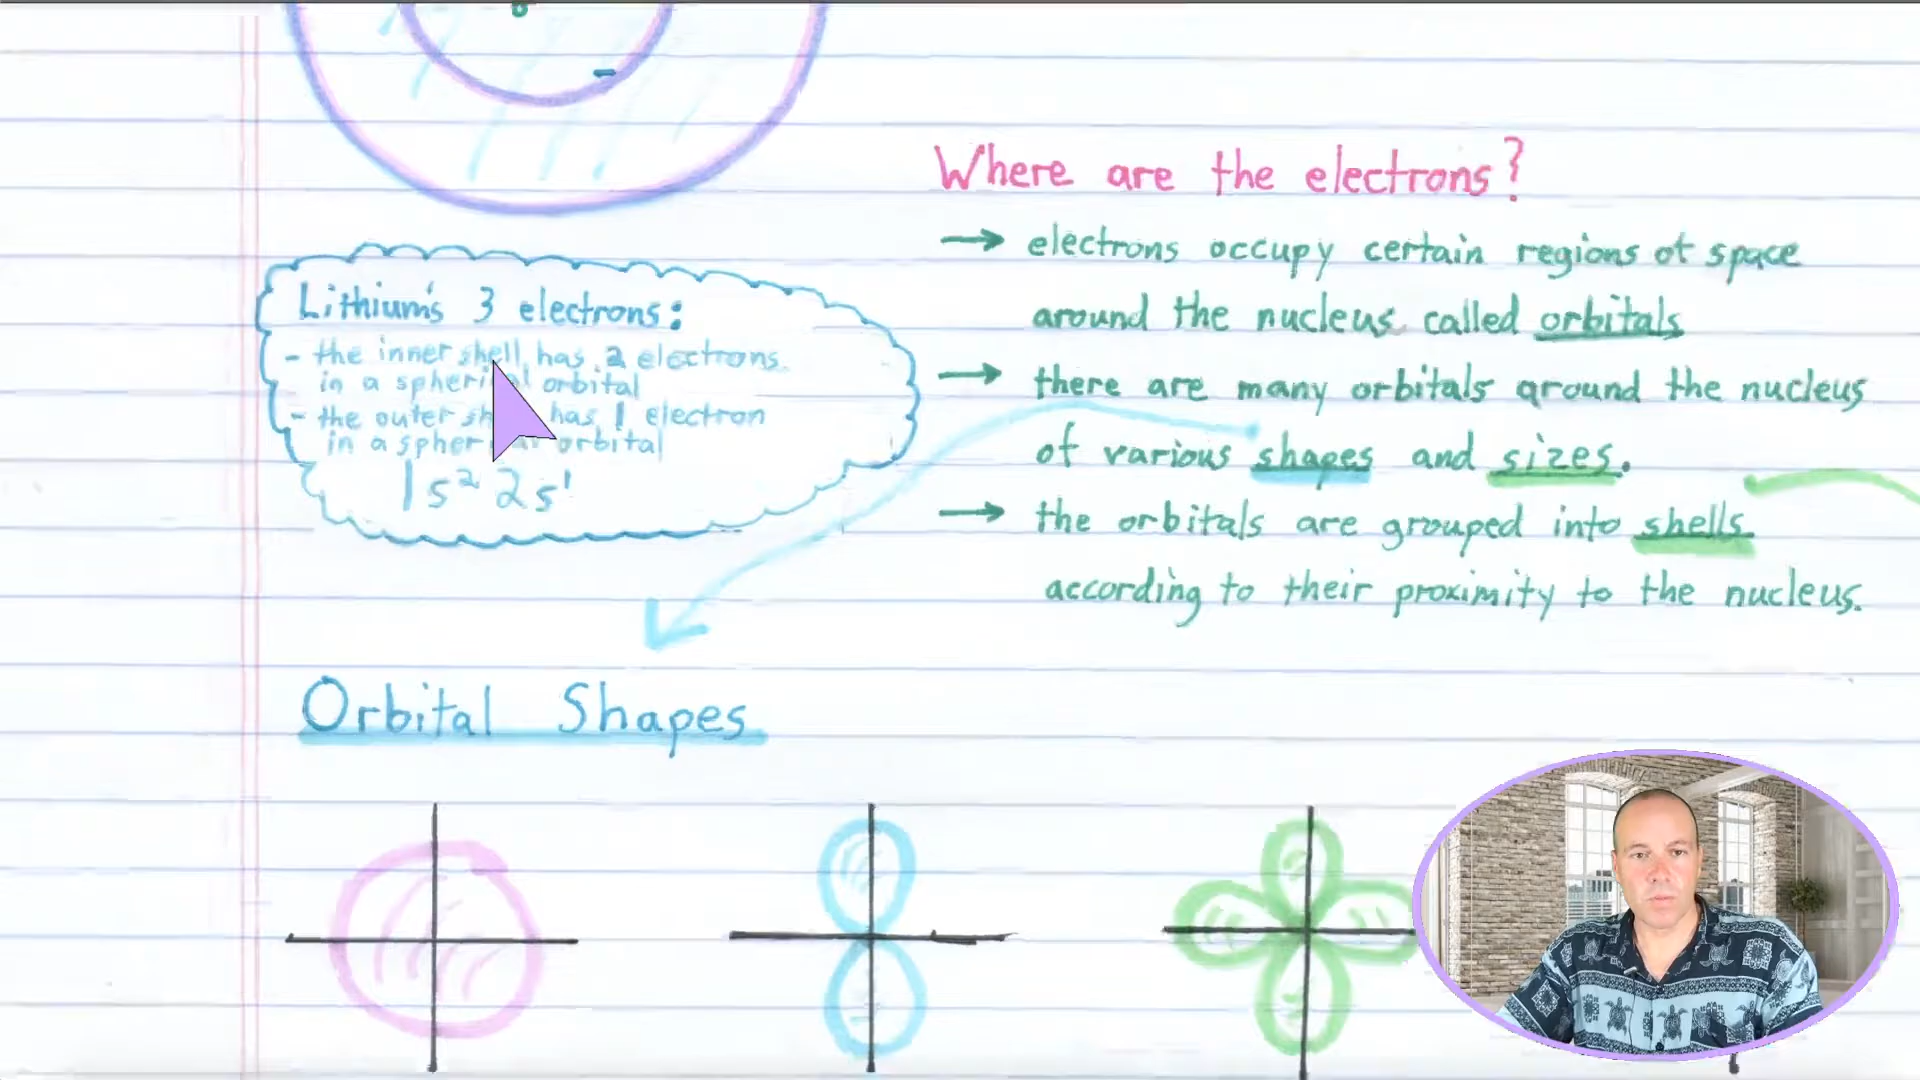 Where are the electrons?
→ electrons occupy certain regions of space
around the nucleus called orbitals
→ there are many orbitals around the nucleus
of various shapes and sizes.
→ the orbitals are grouped into shells
according to their proximity to the nucleus.
Lithium's 3 electrons:
- the inner shell has 2 electrons
in a spherical orbital
- the outer shell has 1 electron
in a spherical orbital
1s² 2s¹
Orbital Shapes